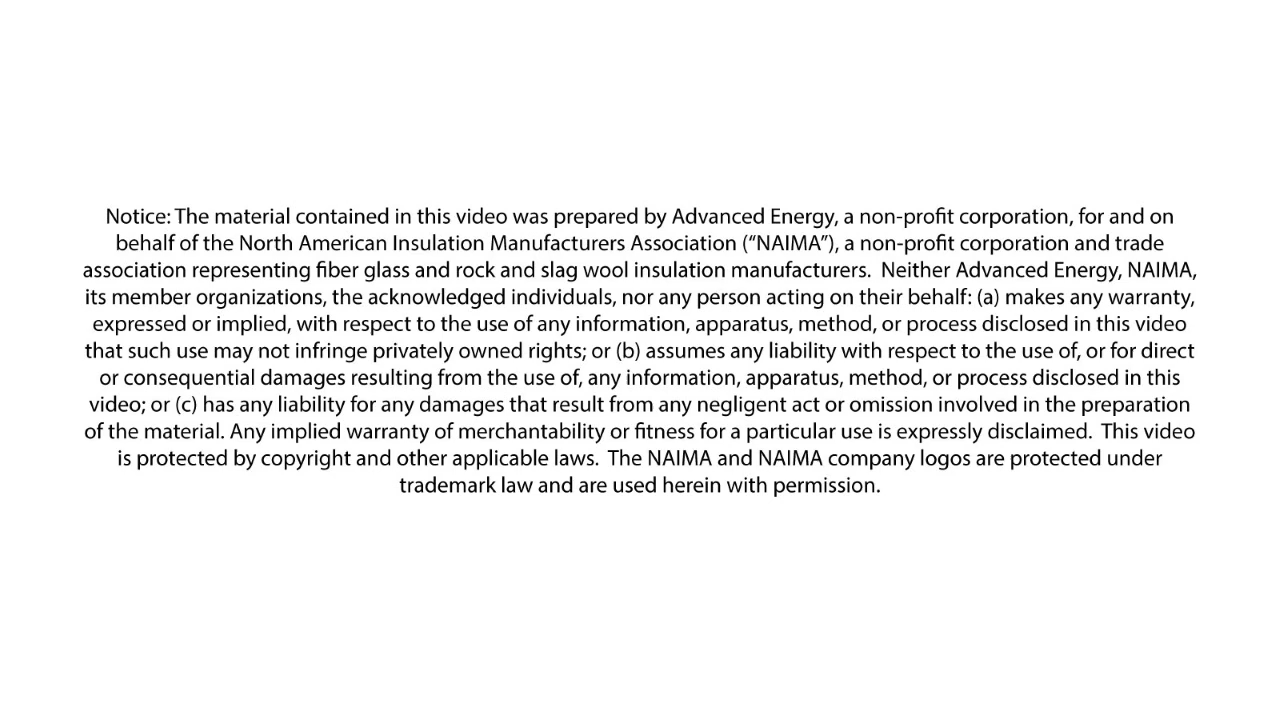 Notice: The material contained in this video was prepared by Advanced Energy, a non-profit corporation, for and on
behalf of the North American Insulation Manufacturers Association (“NAIMA”), a non-profit corporation and trade
association representing fiber glass and rock and slag wool insulation manufacturers.  Neither Advanced Energy, NAIMA,
its member organizations, the acknowledged individuals, nor any person acting on their behalf: (a) makes any warranty,
expressed or implied, with respect to the use of any information, apparatus, method, or process disclosed in this video
that such use may not infringe privately owned rights; or (b) assumes any liability with respect to the use of, or for direct
or consequential damages resulting from the use of, any information, apparatus, method, or process disclosed in this
video; or (c) has any liability for any damages that result from any negligent act or omission involved in the preparation
of the material. Any implied warranty of merchantability or fitness for a particular use is expressly disclaimed.  This video
is protected by copyright and other applicable laws.  The NAIMA and NAIMA company logos are protected under
trademark law and are used herein with permission.